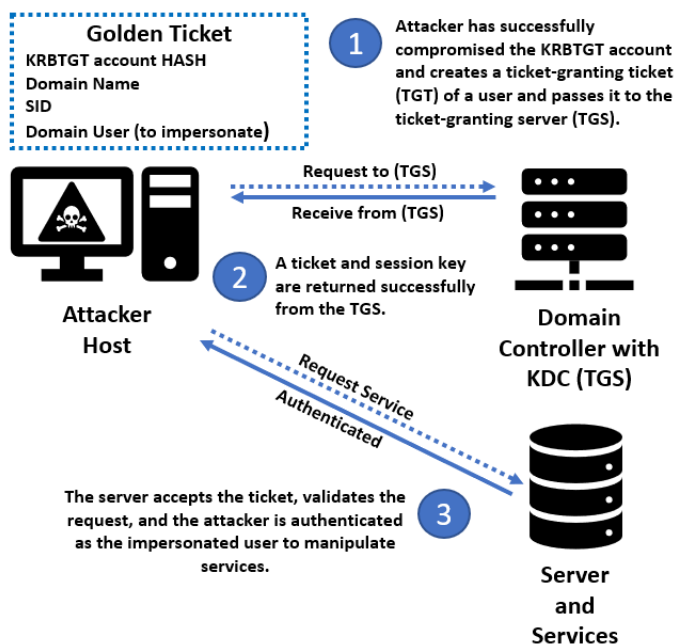 Golden Ticket
KRBTGT account HASH
Domain Name
SID
Domain User (to impersonate)
1
Attacker has successfully
compromised the KRBTGT account
and creates a ticket-granting ticket
(TGT) of a user and passes it to the
ticket-granting server (TGS).
Request to (TGS)
Receive from (TGS)
2
A ticket and session key
are returned successfully
from the TGS.
Attacker
Host
Domain
Controller with
KDC (TGS)
Request Service
Authenticated
The server accepts the ticket, validates the
request, and the attacker is authenticated
as the impersonated user to manipulate
services.
3
Server
and
Services